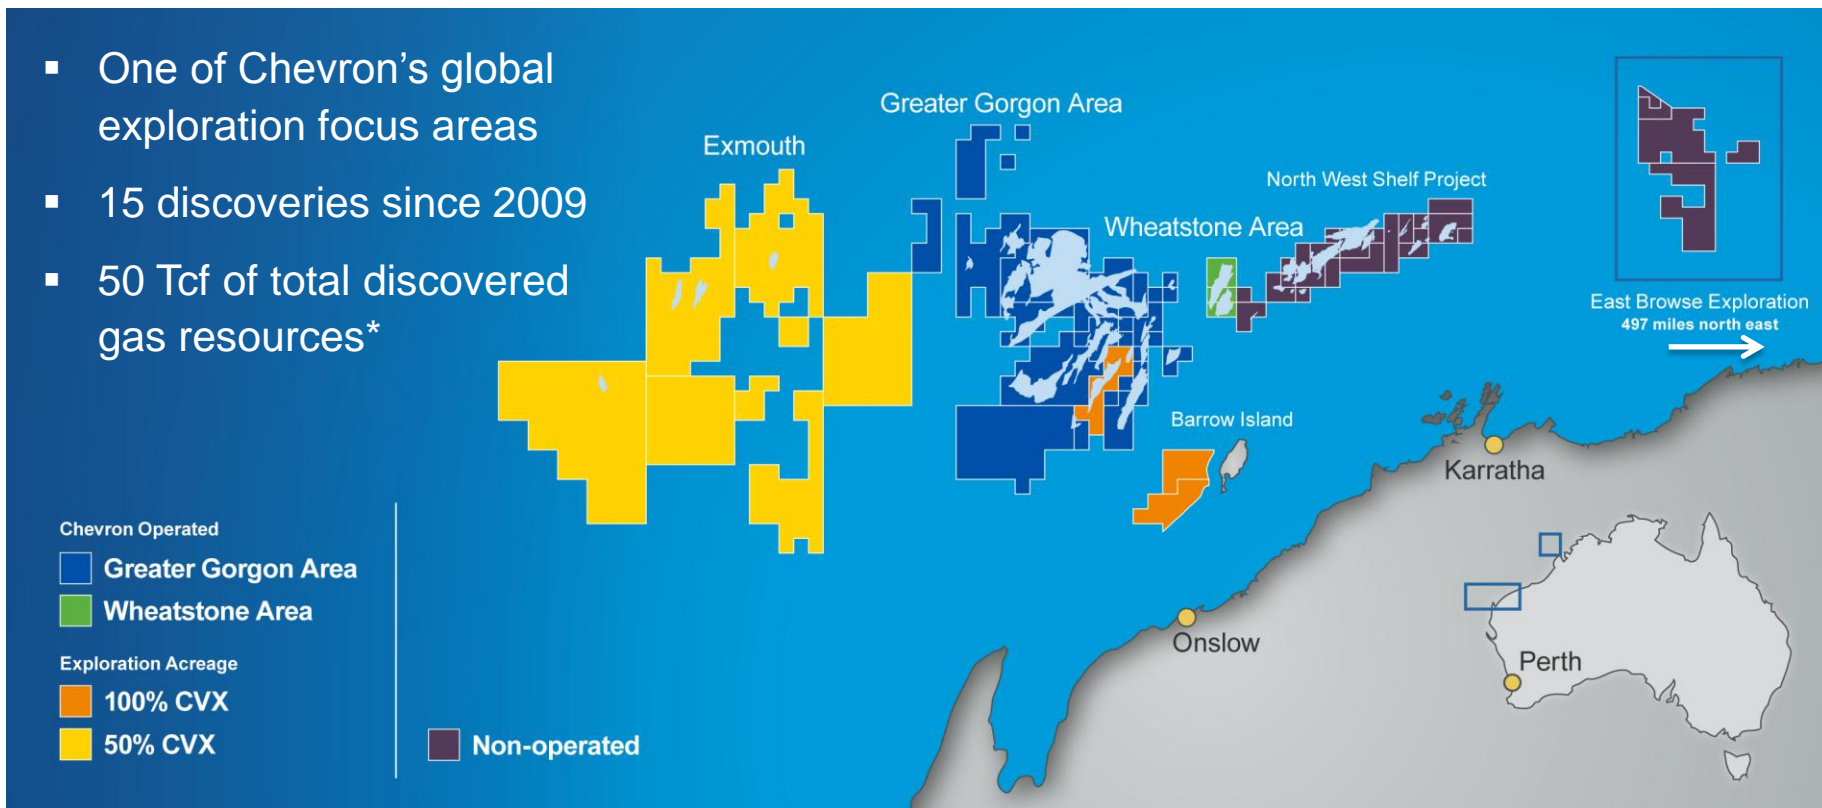 ▪ One of Chevron’s global
exploration focus areas
▪ 15 discoveries since 2009
▪ 50 Tcf of total discovered
gas resources*
Exmouth
Greater Gorgon Area
Wheatstone Area
North West Shelf Project
East Browse Exploration
497 miles north east
Barrow Island
Karratha
Onslow
Perth
Chevron Operated
Greater Gorgon Area
Wheatstone Area
Exploration Acreage
100% CVX
50% CVX
Non-operated